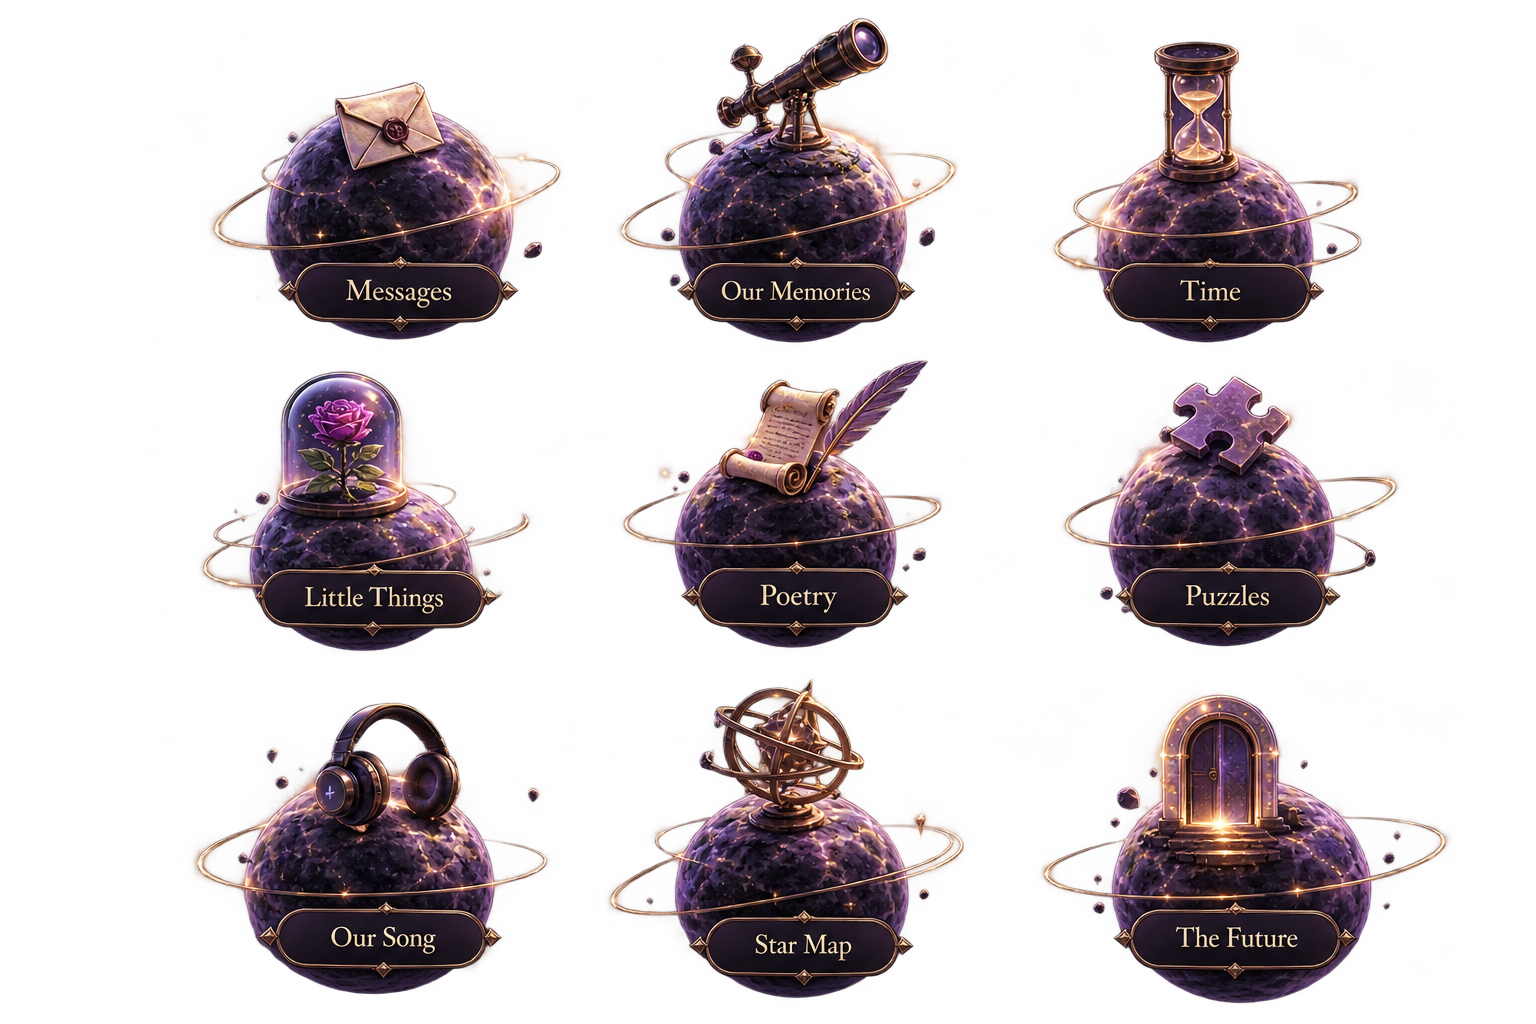 Messages
Our Memories
Time
Little Things
Poetry
Puzzles
Our Song
Star Map
The Future